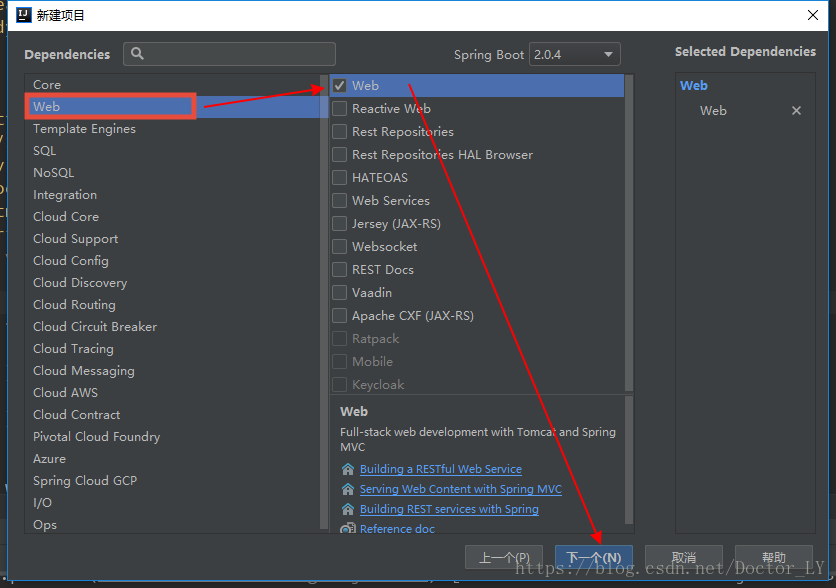 新建项目
Dependencies
Spring Boot 2.0.4
Selected Dependencies
Core
Web
Template Engines
SQL
NoSQL
Integration
Cloud Core
Cloud Support
Cloud Config
Cloud Discovery
Cloud Routing
Cloud Circuit Breaker
Cloud Tracing
Cloud Messaging
Cloud AWS
Cloud Contract
Pivotal Cloud Foundry
Azure
Spring Cloud GCP
I/O
Ops
Web
Reactive Web
Rest Repositories
Rest Repositories HAL Browser
HATEOAS
Web Services
Jersey (JAX-RS)
Websocket
REST Docs
Vaadin
Apache CXF (JAX-RS)
Ratpack
Mobile
Keycloak
Web
Full-stack web development with Tomcat and Spring
MVC
Building a RESTful Web Service
Serving Web Content with Spring MVC
Building REST services with Spring
Reference doc
Web
Web
上一个(P)
下一个(N)
取消
帮助
https://blog.csdn.net/Doctor_LY